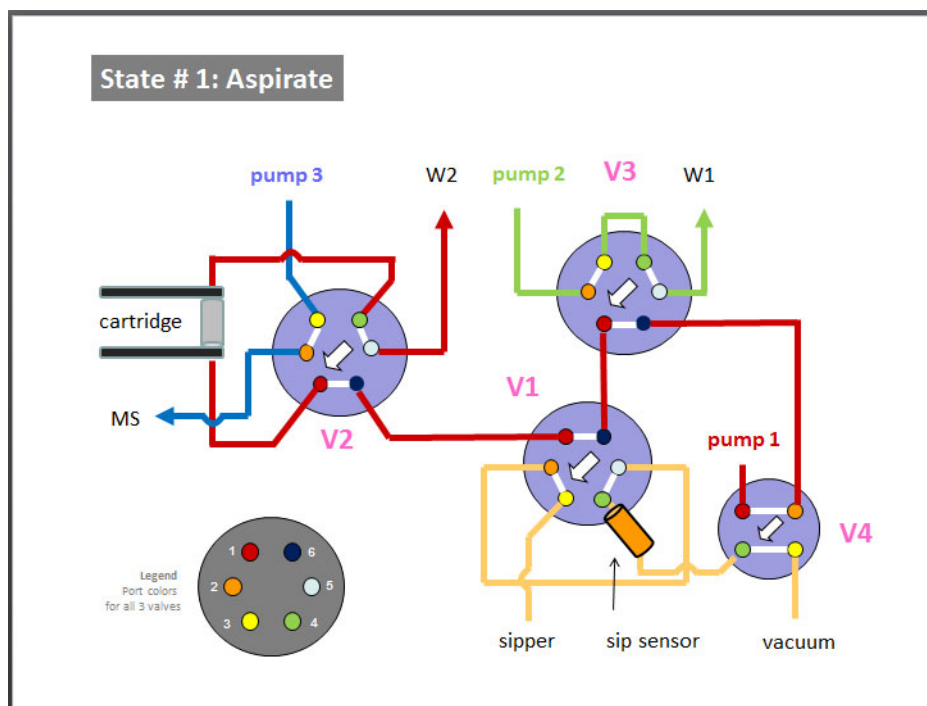 State # 1: Aspirate
pump 3
W2
pump 2
V3
W1
cartridge
MS
V2
V1
pump 1
V4
1
6
Legend
Port colors
for all 3 valves
2
5
3
4
sipper
sip sensor
vacuum